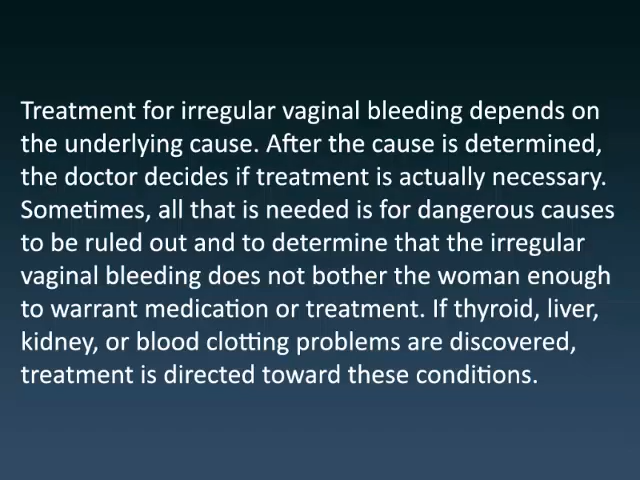 Treatment for irregular vaginal bleeding depends on
the underlying cause. After the cause is determined,
the doctor decides if treatment is actually necessary.
Sometimes, all that is needed is for dangerous causes
to be ruled out and to determine that the irregular
vaginal bleeding does not bother the woman enough
to warrant medication or treatment. If thyroid, liver,
kidney, or blood clotting problems are discovered,
treatment is directed toward these conditions.